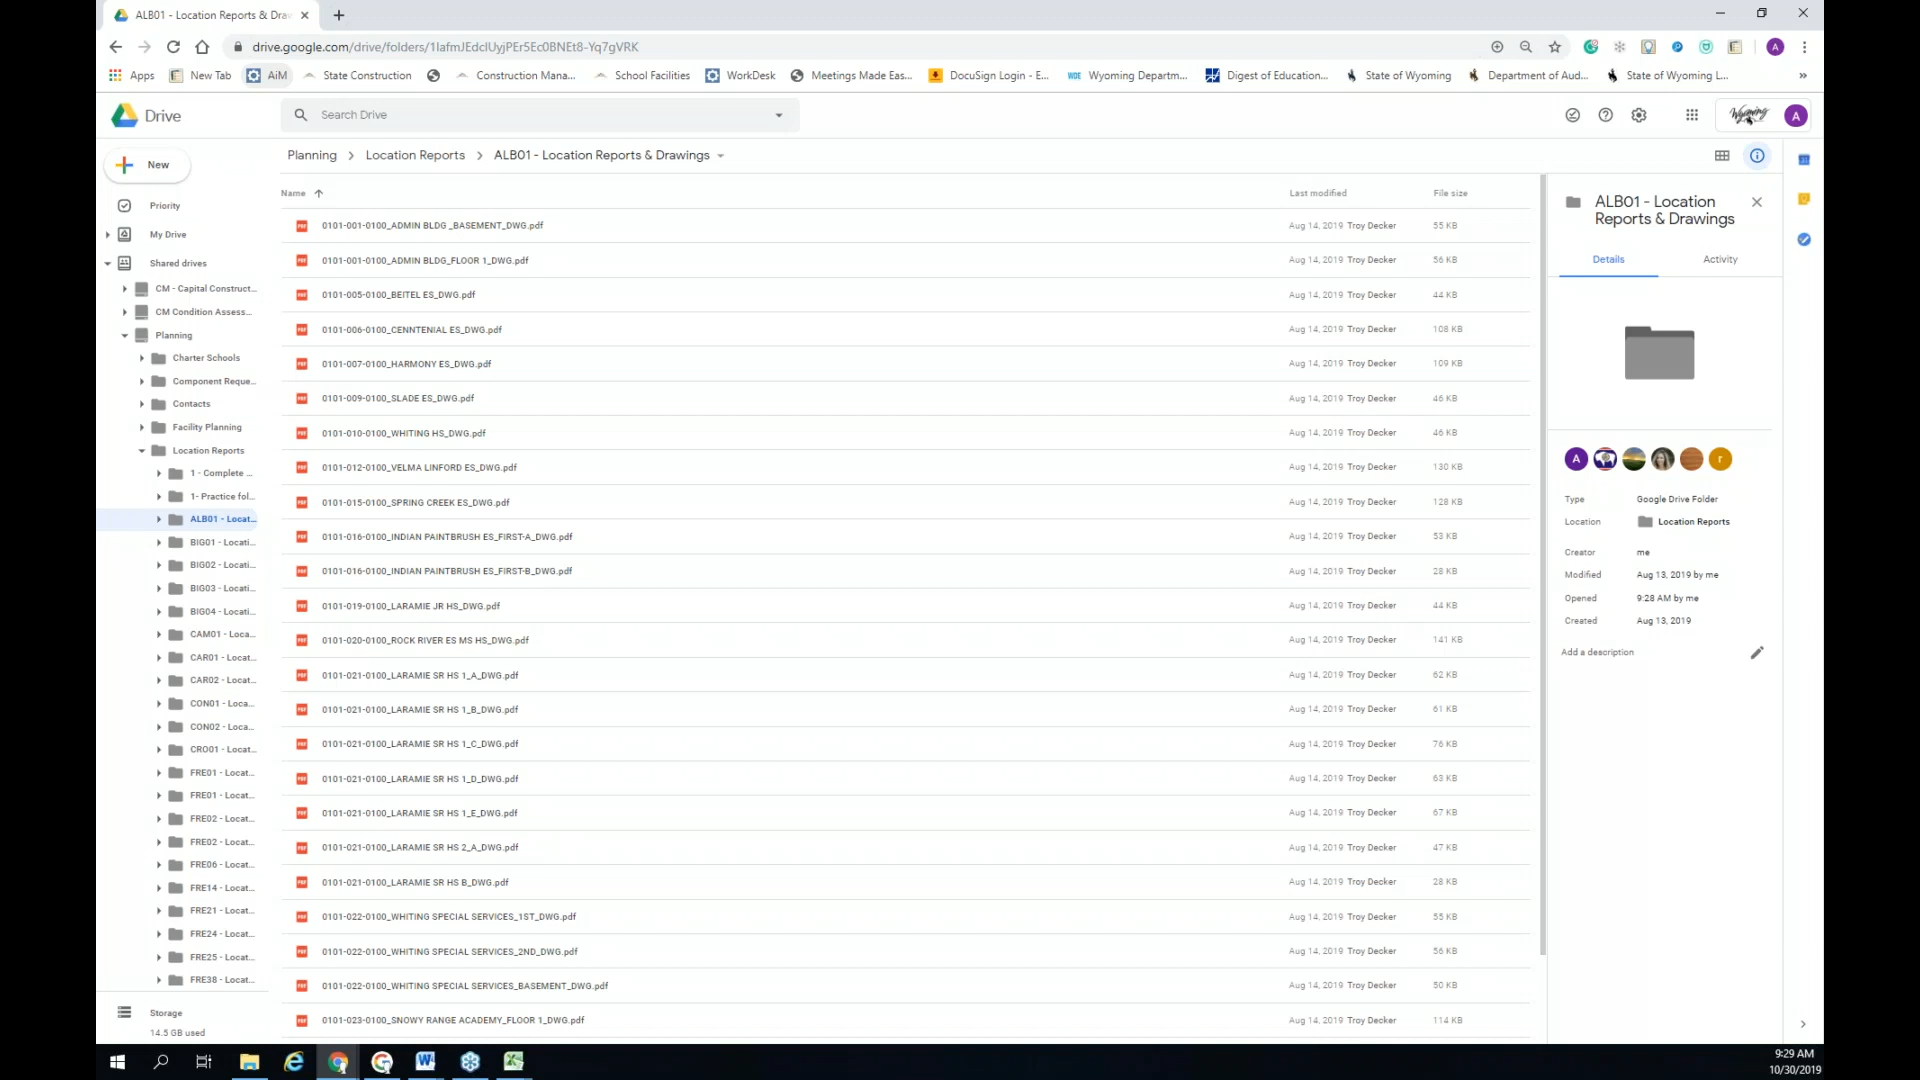 ALB01 - Location Reports & Draw
drive.google.com/drive/folders/1IafmJEdclUyjPEr5Ec0BNEt8-Yq7gVRK
A
Apps New Tab AiM State Construction Construction Mana... School Facilities WorkDesk Meetings Made Eas... DocuSign Login - E... WDE Wyoming Departm... Digest of Education... State of Wyoming Department of Aud... State of Wyoming L... »
Drive
Search Drive
Wyoming A
Planning > Location Reports > ALB01 - Location Reports & Drawings
New
Priority
My Drive
Shared drives
CM - Capital Construct...
CM Condition Assess...
Planning
Charter Schools
Component Reque...
Contacts
Facility Planning
Location Reports
1 - Complete ...
1- Practice fol...
ALB01 - Locat...
BIG01 - Locati...
BIG02 - Locati...
BIG03 - Locati...
BIG04 - Locati...
CAM01 - Loca...
CAR01 - Locat...
CAR02 - Locat...
CON01 - Loca...
CON02 - Loca...
CRO01 - Locat...
FRE01 - Locat...
FRE01 - Locat...
FRE02 - Locat...
FRE02 - Locat...
FRE06 - Locat...
FRE14 - Locat...
FRE21 - Locat...
FRE24 - Locat...
FRE25 - Locat...
FRE38 - Locat...
Storage
14.5 GB used
Name Last modified File size
0101-001-0100_ADMIN BLDG _BASEMENT_DWG.pdf Aug 14, 2019 Troy Decker 55 KB
0101-001-0100_ADMIN BLDG_FLOOR 1_DWG.pdf Aug 14, 2019 Troy Decker 56 KB
0101-005-0100_BEITEL ES_DWG.pdf Aug 14, 2019 Troy Decker 44 KB
0101-006-0100_CENNTENIAL ES_DWG.pdf Aug 14, 2019 Troy Decker 108 KB
0101-007-0100_HARMONY ES_DWG.pdf Aug 14, 2019 Troy Decker 109 KB
0101-009-0100_SLADE ES_DWG.pdf Aug 14, 2019 Troy Decker 46 KB
0101-010-0100_WHITING HS_DWG.pdf Aug 14, 2019 Troy Decker 46 KB
0101-012-0100_VELMA LINFORD ES_DWG.pdf Aug 14, 2019 Troy Decker 130 KB
0101-015-0100_SPRING CREEK ES_DWG.pdf Aug 14, 2019 Troy Decker 128 KB
0101-016-0100_INDIAN PAINTBRUSH ES_FIRST-A_DWG.pdf Aug 14, 2019 Troy Decker 53 KB
0101-016-0100_INDIAN PAINTBRUSH ES_FIRST-B_DWG.pdf Aug 14, 2019 Troy Decker 28 KB
0101-019-0100_LARAMIE JR HS_DWG.pdf Aug 14, 2019 Troy Decker 44 KB
0101-020-0100_ROCK RIVER ES MS HS_DWG.pdf Aug 14, 2019 Troy Decker 141 KB
0101-021-0100_LARAMIE SR HS 1_A_DWG.pdf Aug 14, 2019 Troy Decker 62 KB
0101-021-0100_LARAMIE SR HS 1_B_DWG.pdf Aug 14, 2019 Troy Decker 61 KB
0101-021-0100_LARAMIE SR HS 1_C_DWG.pdf Aug 14, 2019 Troy Decker 76 KB
0101-021-0100_LARAMIE SR HS 1_D_DWG.pdf Aug 14, 2019 Troy Decker 63 KB
0101-021-0100_LARAMIE SR HS 1_E_DWG.pdf Aug 14, 2019 Troy Decker 67 KB
0101-021-0100_LARAMIE SR HS 2_A_DWG.pdf Aug 14, 2019 Troy Decker 47 KB
0101-021-0100_LARAMIE SR HS B_DWG.pdf Aug 14, 2019 Troy Decker 28 KB
0101-022-0100_WHITING SPECIAL SERVICES_1ST_DWG.pdf Aug 14, 2019 Troy Decker 55 KB
0101-022-0100_WHITING SPECIAL SERVICES_2ND_DWG.pdf Aug 14, 2019 Troy Decker 56 KB
0101-022-0100_WHITING SPECIAL SERVICES_BASEMENT_DWG.pdf Aug 14, 2019 Troy Decker 50 KB
0101-023-0100_SNOWY RANGE ACADEMY_FLOOR 1_DWG.pdf Aug 14, 2019 Troy Decker 114 KB
ALB01 - Location
Reports & Drawings
Details Activity
A r
Type Google Drive Folder
Location Location Reports
Creator me
Modified Aug 13, 2019 by me
Opened 9:28 AM by me
Created Aug 13, 2019
Add a description
9:29 AM
10/30/2019